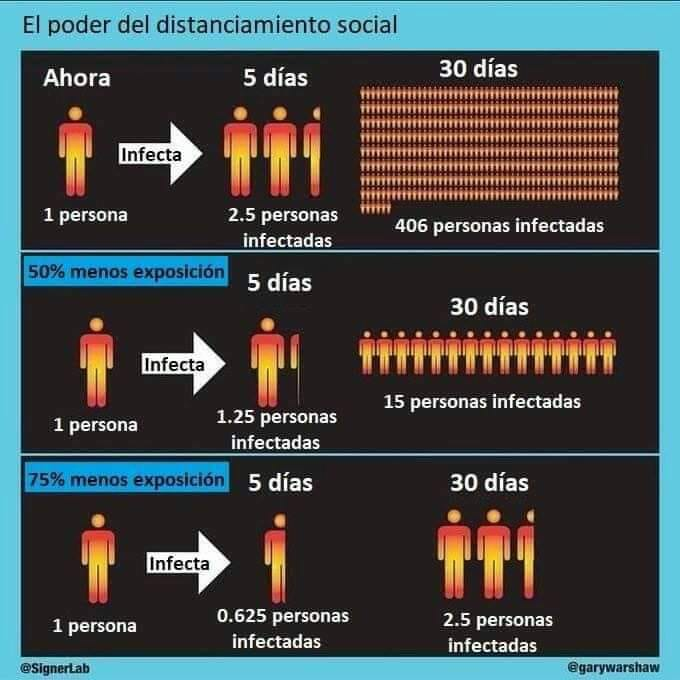 El poder del distanciamiento social
Ahora
5 días
30 días
Infecta
1 persona
2.5 personas
infectadas
406 personas infectadas
50% menos exposición
5 días
30 días
Infecta
1 persona
1.25 personas
infectadas
15 personas infectadas
75% menos exposición
5 días
30 días
Infecta
1 persona
0.625 personas
infectadas
2.5 personas
infectadas
@SignerLab
@garywarshaw